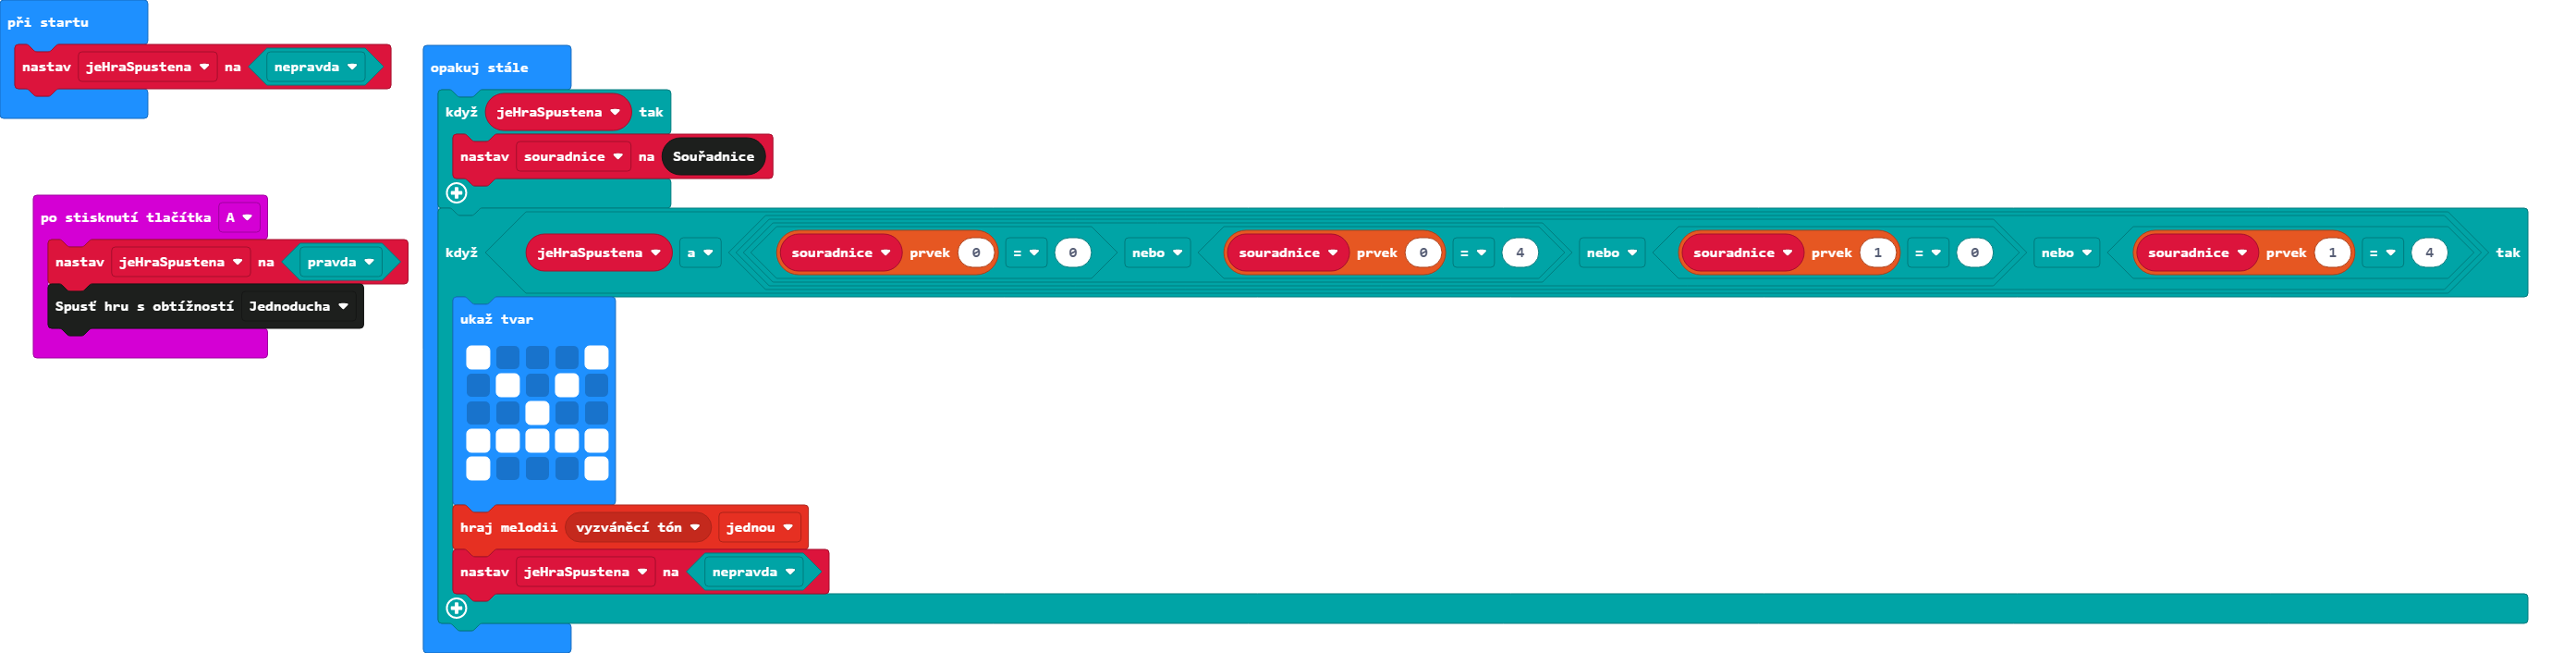 při startu
nastav jeHraSpustena na nepravda
po stisknutí tlačítka A
nastav jeHraSpustena na pravda
Spusť hru s obtížností Jednoducha
opakuj stále
když jeHraSpustena tak
nastav souradnice na Souřadnice
když jeHraSpustena a souradnice prvek 0 = 0 nebo souradnice prvek 0 = 4 nebo souradnice prvek 1 = 0 nebo souradnice prvek 1 = 4 tak
ukaž tvar
hraj melodii vyzváněcí tón jednou
nastav jeHraSpustena na nepravda